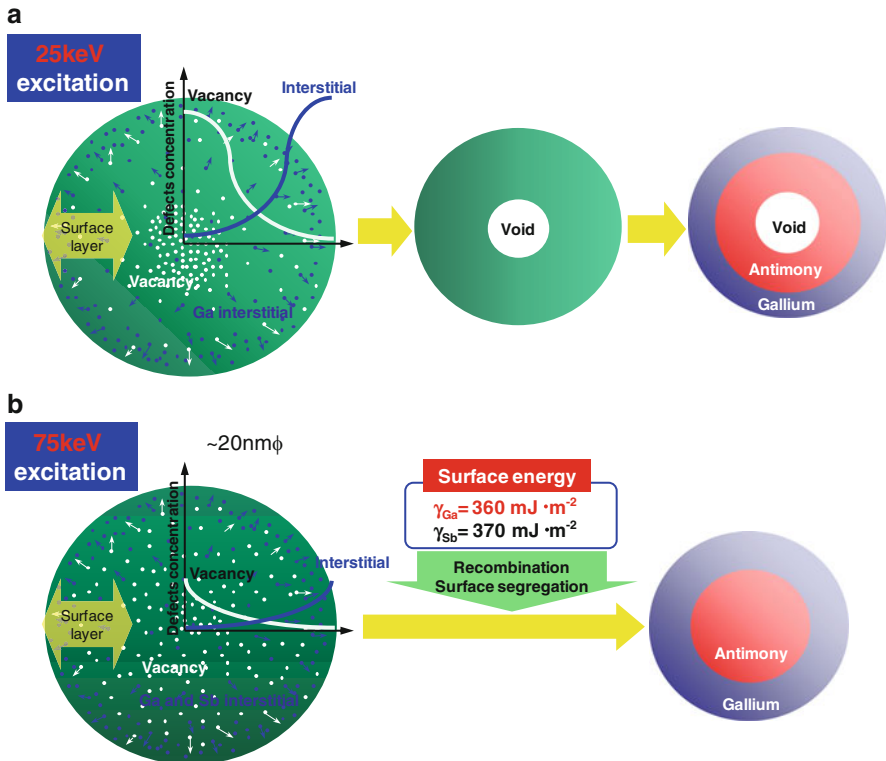 a
25keV
excitation
Defects concentration
Vacancy
Interstitial
Surface
layer
Vacancy
Ga interstitial
Void
Void
Antimony
Gallium
b
75keV
excitation
~20nmϕ
Defects concentration
Vacancy
Interstitial
Surface
layer
Vacancy
Ga and Sb interstitial
Surface energy
γGa= 360 mJ •m-2
γSb= 370 mJ •m-2
Recombination
Surface segregation
Antimony
Gallium